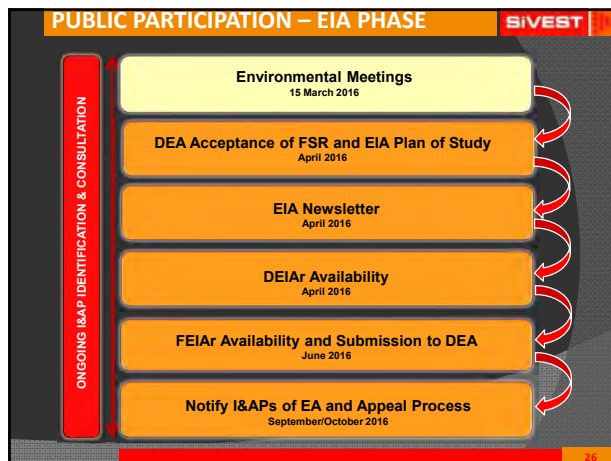 PUBLIC PARTICIPATION – EIA PHASE
SiVEST
ONGOING I&AP IDENTIFICATION & CONSULTATION
Environmental Meetings
15 March 2016
DEA Acceptance of FSR and EIA Plan of Study
April 2016
EIA Newsletter
April 2016
DEIAr Availability
April 2016
FEIAr Availability and Submission to DEA
June 2016
Notify I&APs of EA and Appeal Process
September/October 2016
26